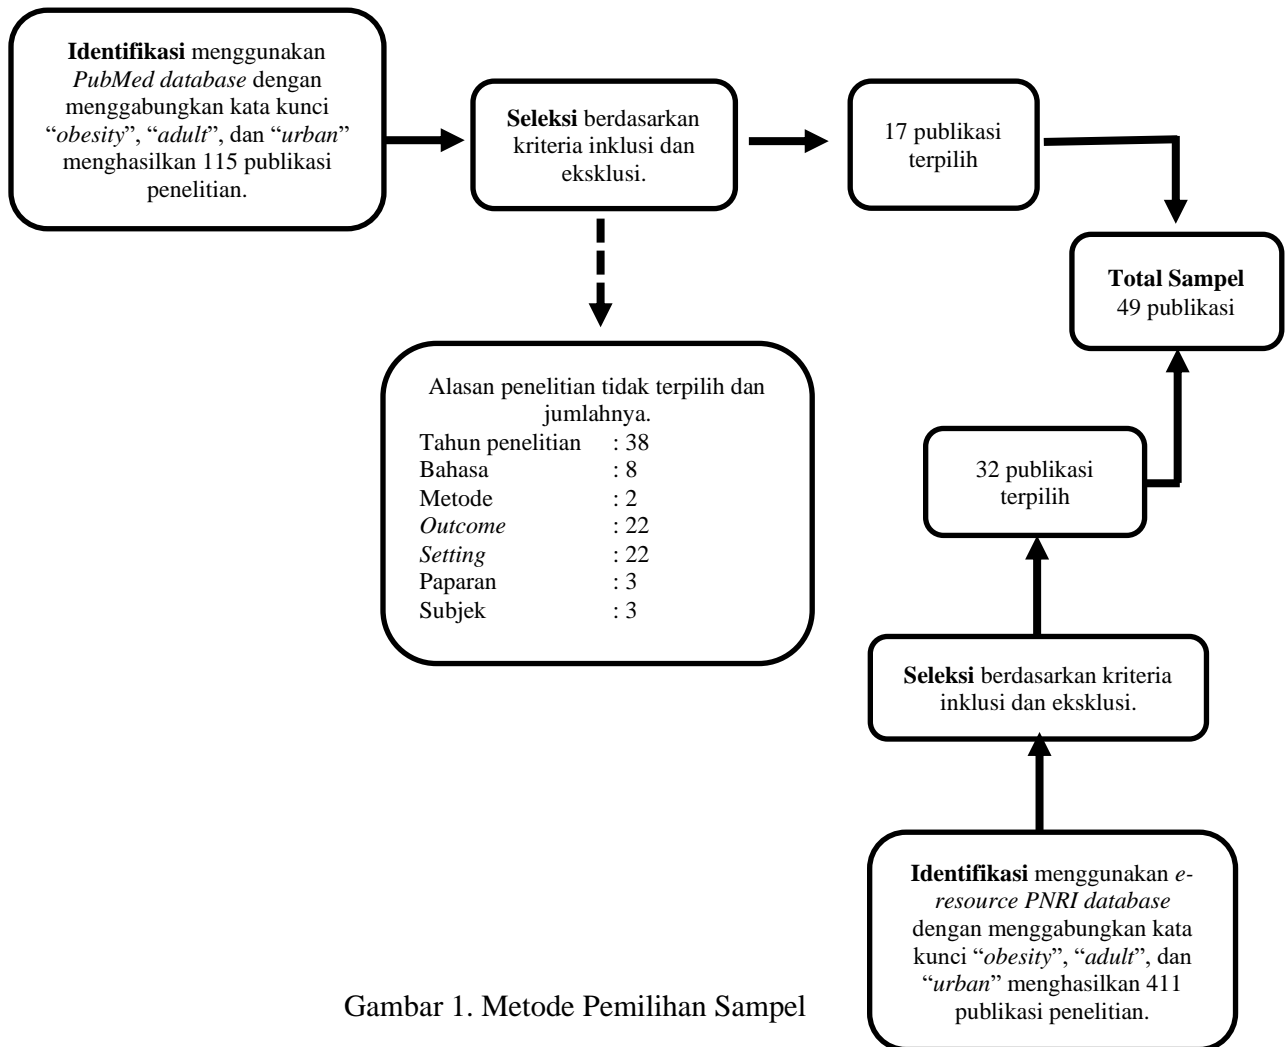 Identifikasi menggunakan
PubMed database dengan
menggabungkan kata kunci
“obesity”, “adult”, dan “urban”
menghasilkan 115 publikasi
penelitian.
Seleksi berdasarkan
kriteria inklusi dan
eksklusi.
17 publikasi
terpilih
Total Sampel
49 publikasi
Alasan penelitian tidak terpilih dan
jumlahnya.
Tahun penelitian : 38
Bahasa : 8
Metode : 2
Outcome : 22
Setting : 22
Paparan : 3
Subjek : 3
32 publikasi
terpilih
Seleksi berdasarkan kriteria
inklusi dan eksklusi.
Identifikasi menggunakan e-
resource PNRI database
dengan menggabungkan kata
kunci “obesity”, “adult”, dan
“urban” menghasilkan 411
publikasi penelitian.
Gambar 1. Metode Pemilihan Sampel